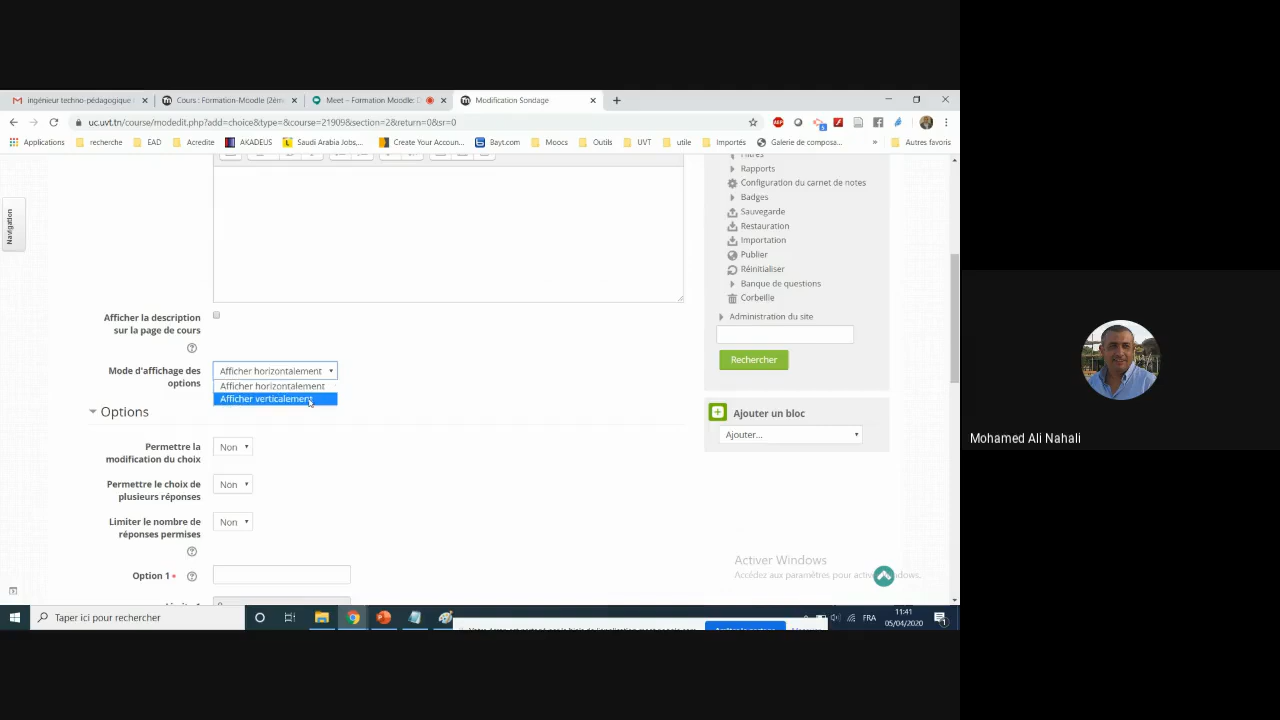 ingénieur techno-pédagogique
Cours : Formation-Moodle (2èm
Meet – Formation Moodle: D
Modification Sondage
uc.uvt.tn/course/modedit.php?add=choice&type=&course=21909&section=2&return=0&sr=0
Applications
recherche
EAD
Acredite
AKADEUS
Saudi Arabia Jobs,...
Create Your Accoun...
Bayt.com
Moocs
Outils
UVT
utile
Importés
Galerie de composa...
»
Autres favoris
Navigation
Filtres
Rapports
Configuration du carnet de notes
Badges
Sauvegarde
Restauration
Importation
Publier
Réinitialiser
Banque de questions
Corbeille
Administration du site
Rechercher
Ajouter un bloc
Ajouter...
Afficher la description
sur la page de cours
Mode d'affichage des
options
Afficher horizontalement
Afficher horizontalement
Afficher verticalement
Options
Permettre la
modification du choix
Non
Permettre le choix de
plusieurs réponses
Non
Limiter le nombre de
réponses permises
Non
Option 1 *
Activer Windows
Accédez aux paramètres pour activer Windows.
Mohamed Ali Nahali
Taper ici pour rechercher
FRA
11:41
05/04/2020